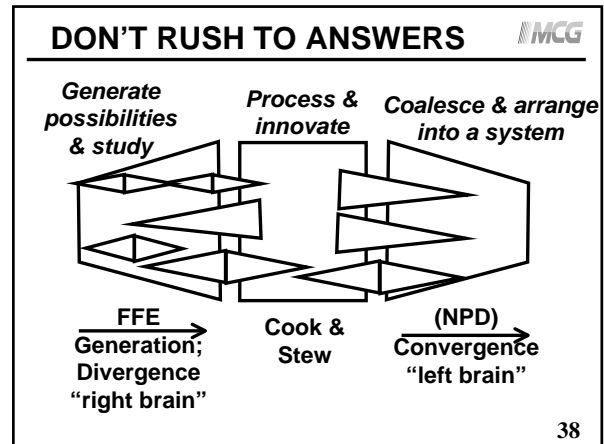 DON'T RUSH TO ANSWERS
MCG
Generate
possibilities
& study
Process &
innovate
Coalesce & arrange
into a system
FFE
Generation;
Divergence
“right brain”
Cook &
Stew
(NPD)
Convergence
“left brain”
38